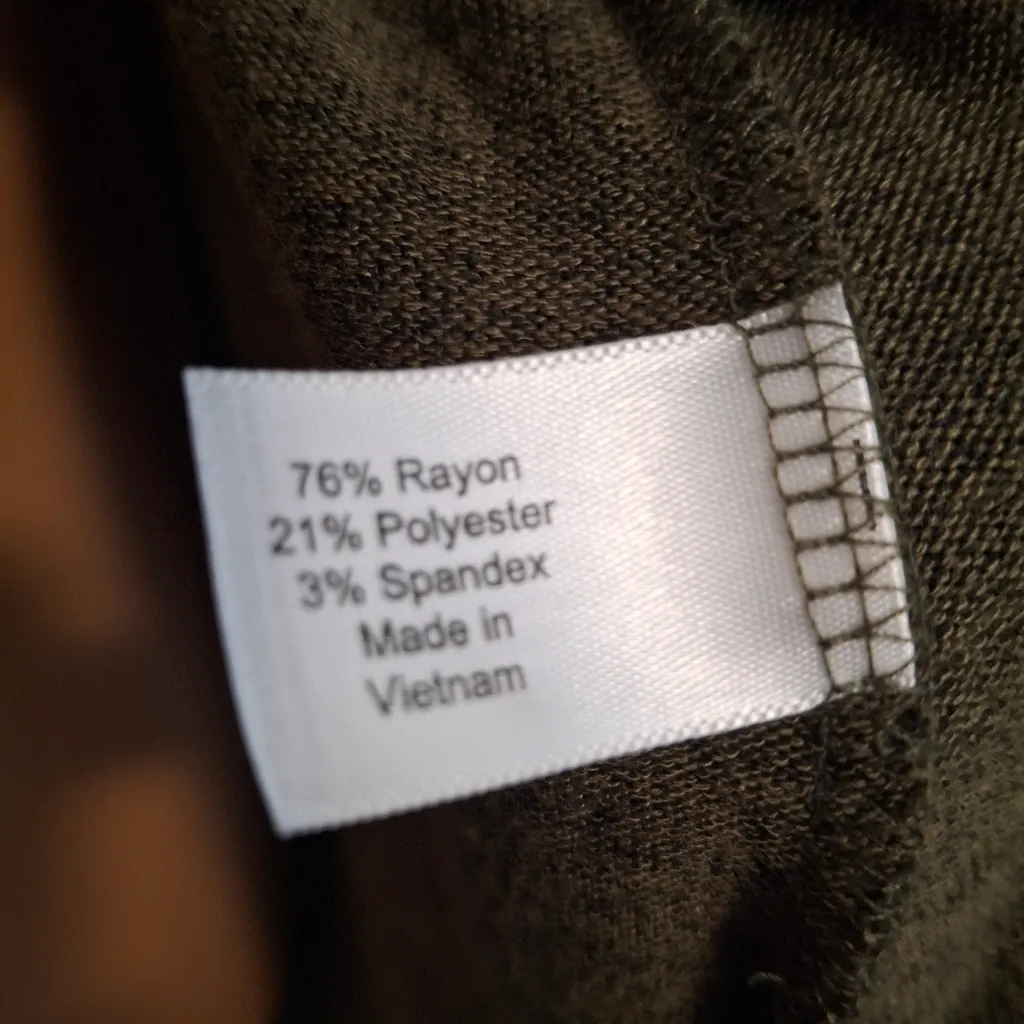 76% Rayon
21% Polyester
3% Spandex
Made in
Vietnam